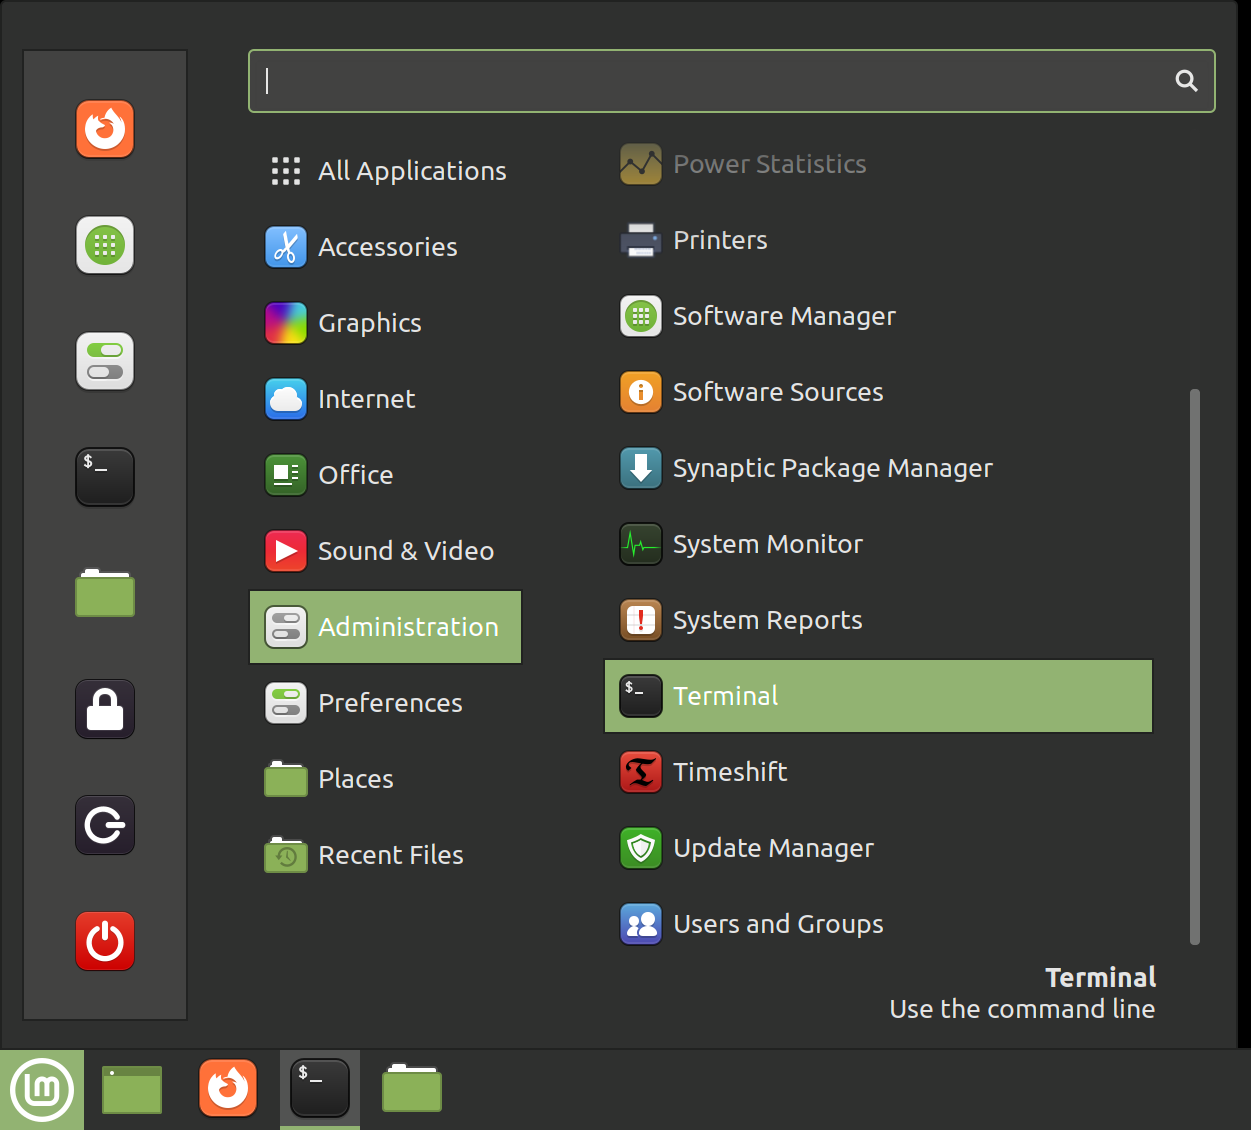 All Applications
Accessories
Graphics
Internet
Office
Sound & Video
Administration
Preferences
Places
Recent Files
Power Statistics
Printers
Software Manager
Software Sources
Synaptic Package Manager
System Monitor
System Reports
$_ Terminal
Timeshift
Update Manager
Users and Groups
Terminal
Use the command line
$_
$_